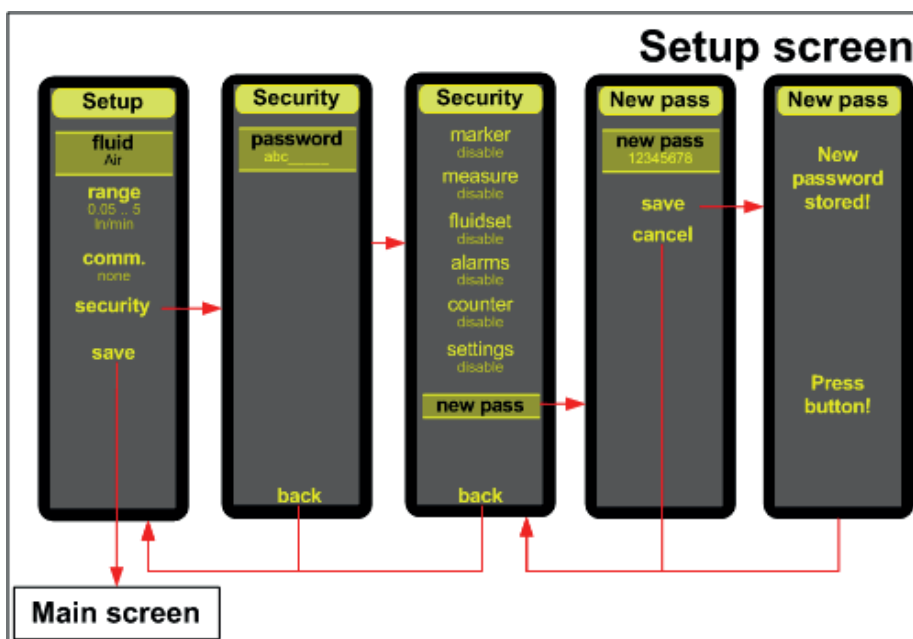 Setup screen
Setup
fluid
Air
range
0.05 .. 5
ln/min
comm.
none
security
save
Security
password
abc_____
back
Security
marker
disable
measure
disable
fluidset
disable
alarms
disable
counter
disable
settings
disable
new pass
back
New pass
new pass
12345678
save
cancel
New pass
New
password
stored!
Press
button!
Main screen